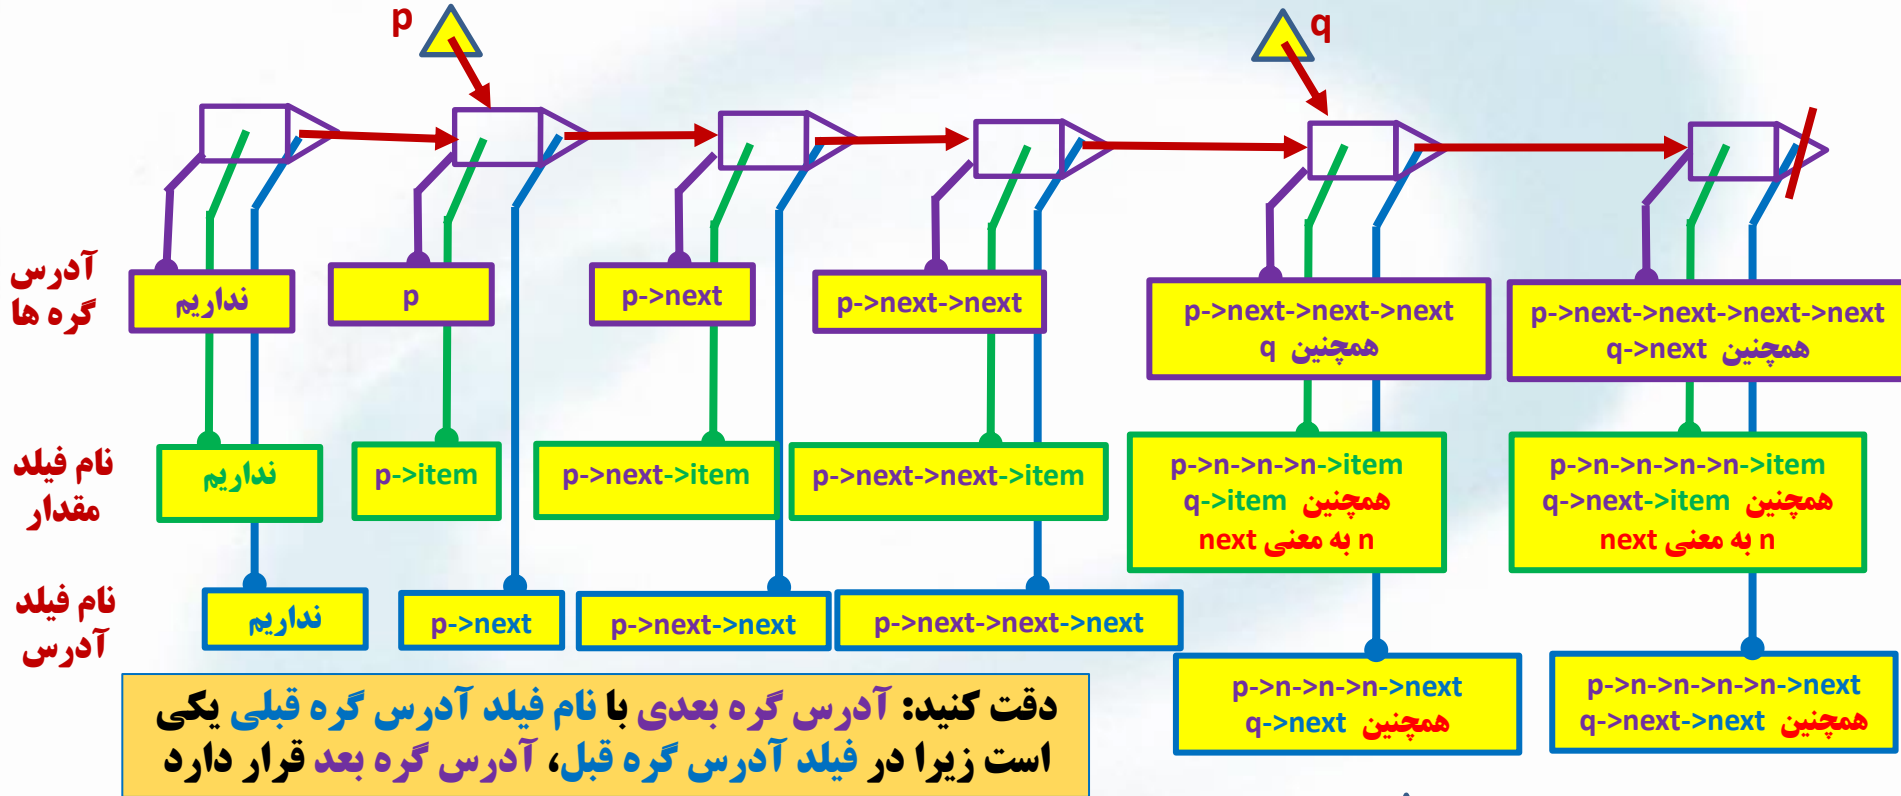 p
q
آدرس
گره ها
نداریم
p
p->next
p->next->next
p->next->next->next
همچنین q
p->next->next->next->next
همچنین q->next
نام فیلد
مقدار
نداریم
p->item
p->next->item
p->next->next->item
p->n->n->n->item
همچنین q->item
n به معنی next
p->n->n->n->n->item
همچنین q->next->item
n به معنی next
نام فیلد
آدرس
نداریم
p->next
p->next->next
p->next->next->next
p->n->n->n->next
همچنین q->next
p->n->n->n->n->next
همچنین q->next->next
دقت کنید: آدرس گره بعدی با نام فیلد آدرس گره قبلی یکی
است زیرا در فیلد آدرس گره قبل، آدرس گره بعد قرار دارد